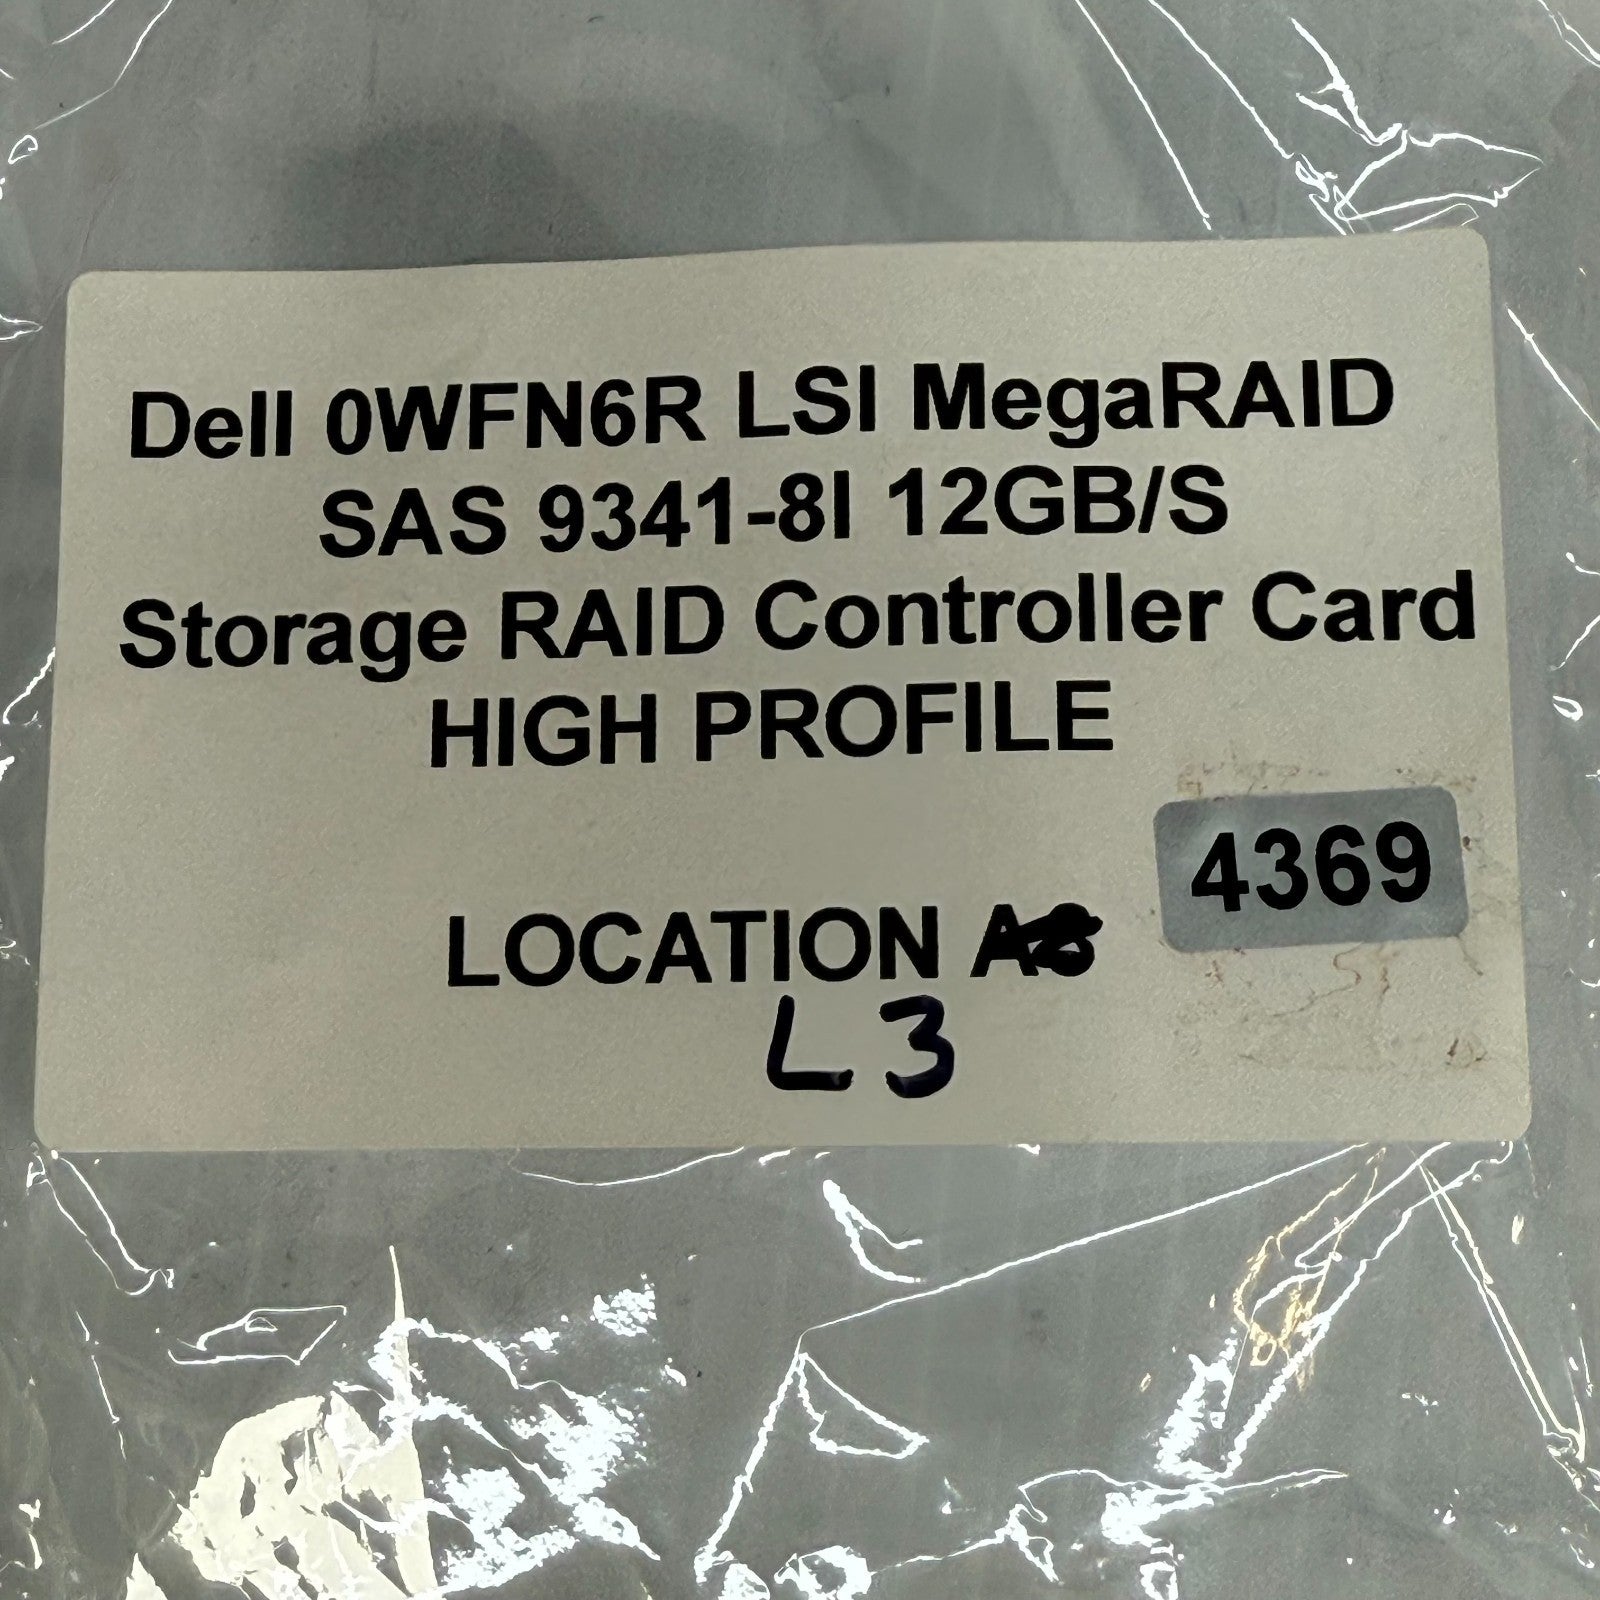 Dell 0WFN6R LSI MegaRAID
SAS 9341-8I 12GB/S
Storage RAID Controller Card
HIGH PROFILE
4369
LOCATION
L3